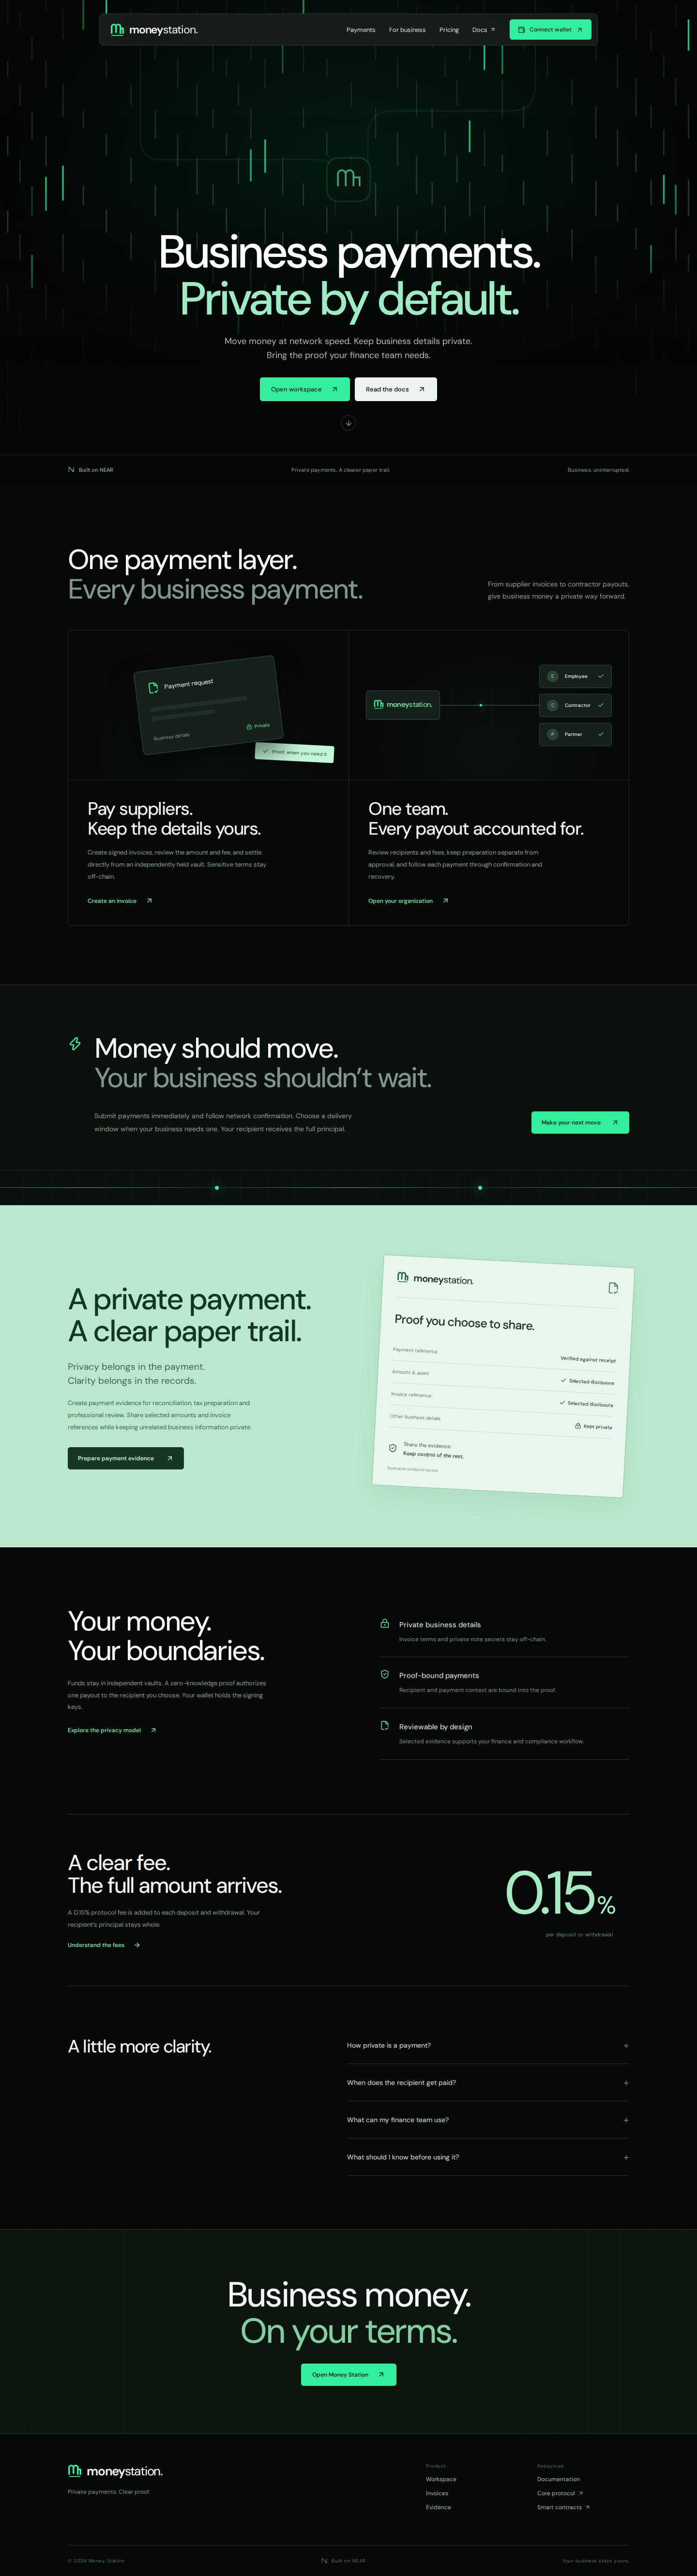 moneystation.
Payments
For business
Pricing
Docs
Connect wallet
Business payments.
Private by default.
Move money at network speed. Keep business details private.
Bring the proof your finance team needs.
Open workspace
Read the docs
Built on NEAR
Private payments. A clearer paper trail.
Business, uninterrupted.
One payment layer.
Every business payment.
From supplier invoices to contractor payouts,
give business money a private way forward.
Payment request
Business details
Private
Proof when you need it
moneystation.
E
Employee
C
Contractor
P
Partner
Pay suppliers.
Keep the details yours.
Create signed invoices, review the amount and fee, and settle
directly from an independently held vault. Sensitive terms stay
off-chain.
Create an invoice
One team.
Every payout accounted for.
Review recipients and fees, keep preparation separate from
approval, and follow each payment through confirmation and
recovery.
Open your organization
Money should move.
Your business shouldn't wait.
Submit payments immediately and follow network confirmation. Choose a delivery
window when your business needs one. Your recipient receives the full principal.
Make your next move
A private payment.
A clear paper trail.
Privacy belongs in the payment.
Clarity belongs in the records.
Create payment evidence for reconciliation, tax preparation and
professional review. Share selected amounts and invoice
references while keeping unrelated business information private.
Prepare payment evidence
moneystation.
Proof you choose to share.
Payment reference
Verified against receipt
Amount & asset
Selected disclosure
Invoice reference
Selected disclosure
Other business details
Kept private
Share the evidence.
Keep control of the rest.
Illustrative evidence record
Your money.
Your boundaries.
Funds stay in independent vaults. A zero-knowledge proof authorizes
one payout to the recipient you choose. Your wallet holds the signing
keys.
Explore the privacy model
Private business details
Invoice terms and private note secrets stay off-chain.
Proof-bound payments
Recipient and payment context are bound into the proof.
Reviewable by design
Selected evidence supports your finance and compliance workflow.
A clear fee.
The full amount arrives.
A 0.15% protocol fee is added to each deposit and withdrawal. Your
recipient's principal stays whole.
Understand the fees
0.15%
per deposit or withdrawal
A little more clarity.
How private is a payment?
When does the recipient get paid?
What can my finance team use?
What should I know before using it?
Business money.
On your terms.
Open Money Station
moneystation.
Private payments. Clear proof.
Product
Workspace
Invoices
Evidence
Resources
Documentation
Core protocol
Smart contracts
© 2026 Money Station
Built on NEAR
Your business stays yours.